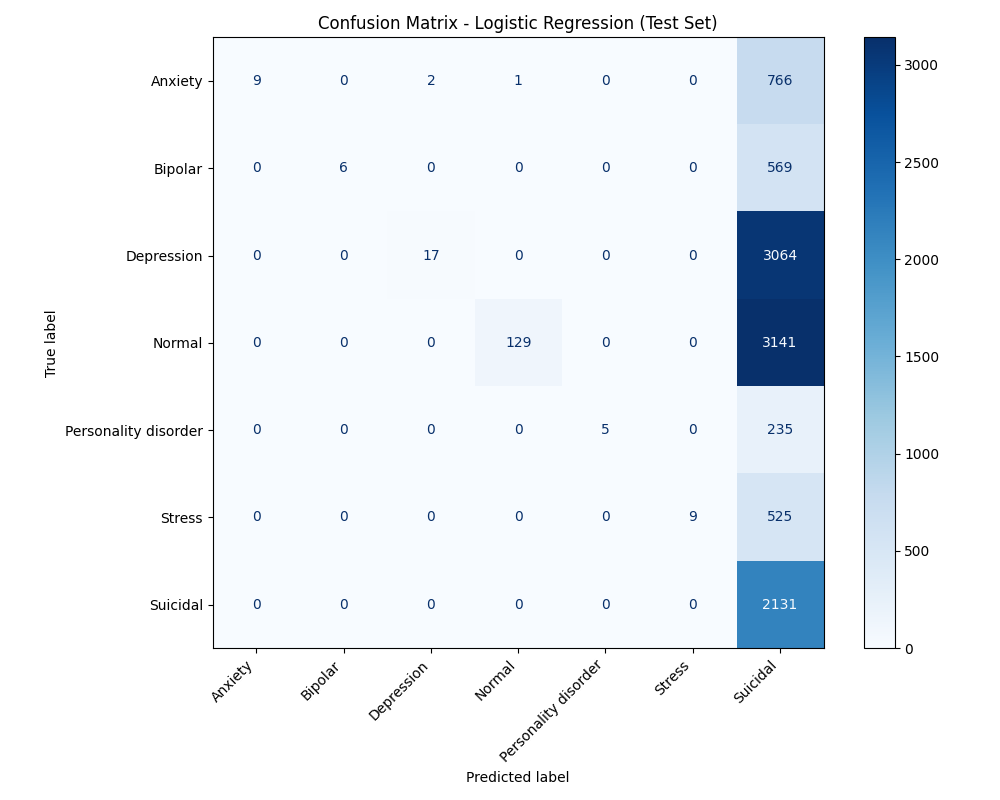 Confusion Matrix - Logistic Regression (Test Set)
True label
Anxiety 9 0 2 1 0 0 766
Bipolar 0 6 0 0 0 0 569
Depression 0 0 17 0 0 0 3064
Normal 0 0 0 129 0 0 3141
Personality disorder 0 0 0 0 5 0 235
Stress 0 0 0 0 0 9 525
Suicidal 0 0 0 0 0 0 2131
Anxiety Bipolar Depression Normal Personality disorder Stress Suicidal
Predicted label
3000
2500
2000
1500
1000
500
0